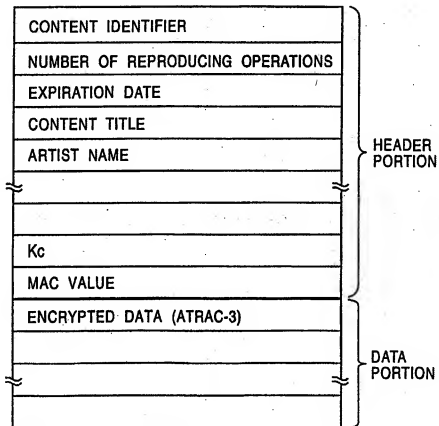 CONTENT IDENTIFIER
NUMBER OF REPRODUCING OPERATIONS
EXPIRATION DATE
CONTENT TITLE
ARTIST NAME
HEADER
PORTION
Kc
MAC VALUE
ENCRYPTED DATA (ATRAC-3)
DATA
PORTION